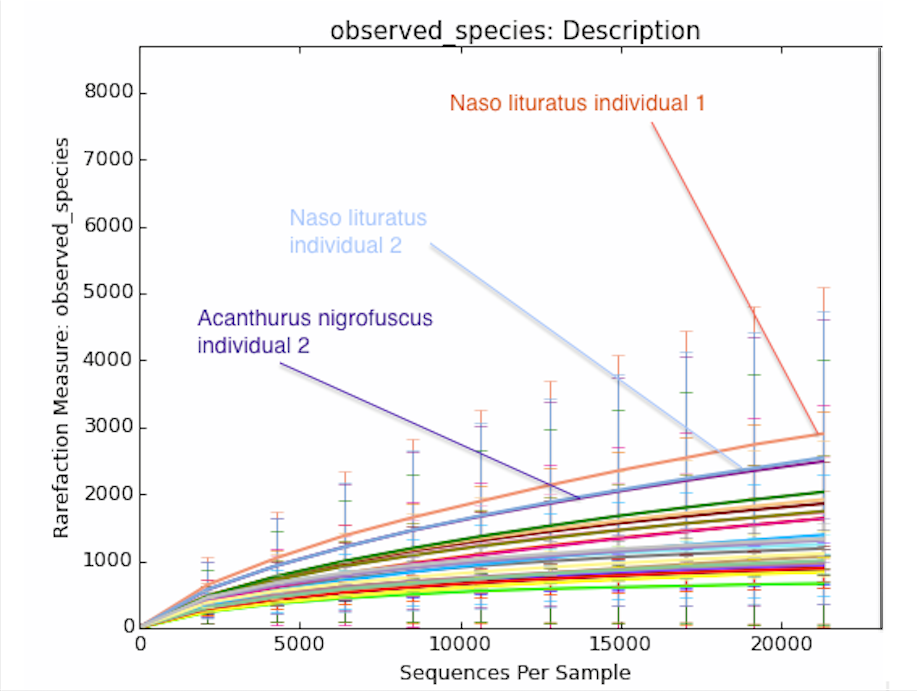 observed_species: Description
8000
7000
6000
5000
4000
3000
2000
1000
0
Rarefaction Measure: observed_species
Naso lituratus individual 1
Naso lituratus
individual 2
Acanthurus nigrofuscus
individual 2
0
5000
10000
15000
20000
Sequences Per Sample